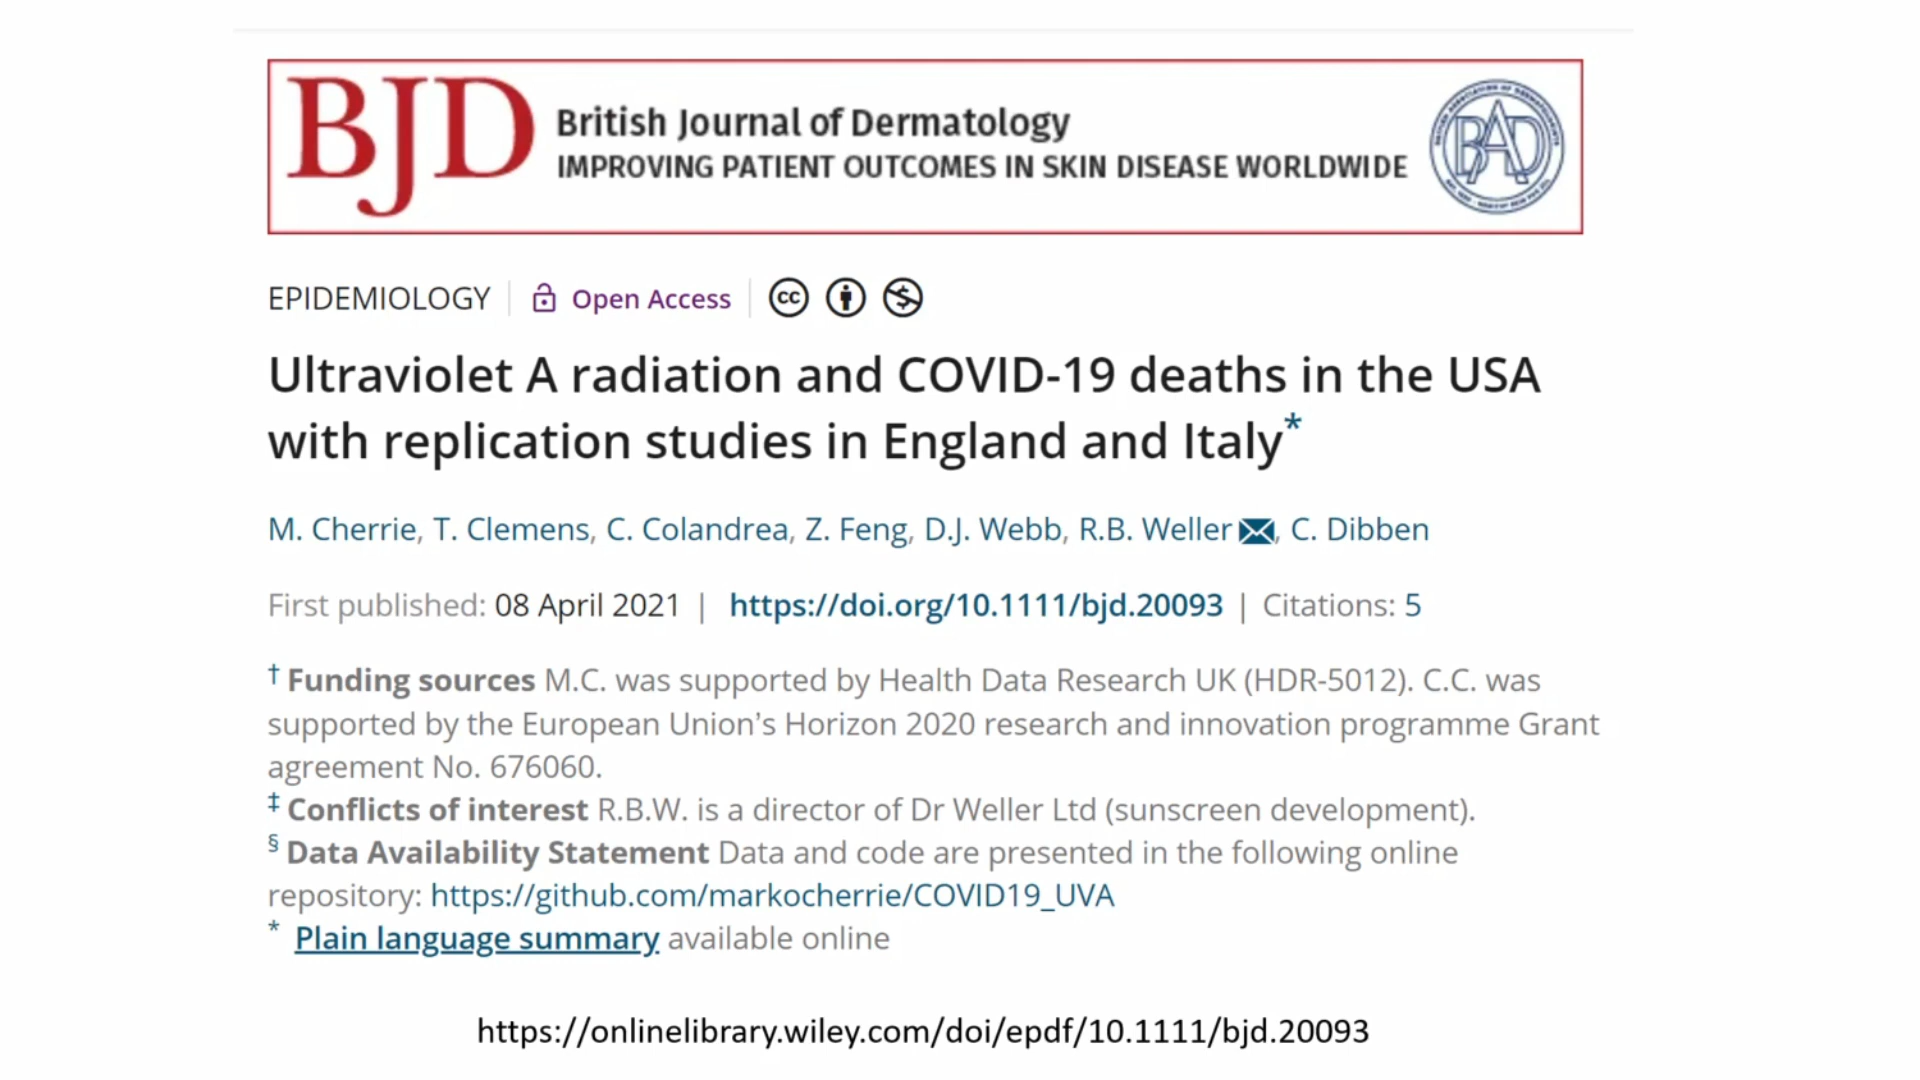 BJD
British Journal of Dermatology
IMPROVING PATIENT OUTCOMES IN SKIN DISEASE WORLDWIDE
BAD
EPIDEMIOLOGY | Open Access | cc
Ultraviolet A radiation and COVID-19 deaths in the USA
with replication studies in England and Italy*
M. Cherrie, T. Clemens, C. Colandrea, Z. Feng, D.J. Webb, R.B. Weller, C. Dibben
First published: 08 April 2021 | https://doi.org/10.1111/bjd.20093 | Citations: 5
† Funding sources M.C. was supported by Health Data Research UK (HDR-5012). C.C. was
supported by the European Union’s Horizon 2020 research and innovation programme Grant
agreement No. 676060.
‡ Conflicts of interest R.B.W. is a director of Dr Weller Ltd (sunscreen development).
§ Data Availability Statement Data and code are presented in the following online
repository: https://github.com/markocherrie/COVID19_UVA
* Plain language summary available online
https://onlinelibrary.wiley.com/doi/epdf/10.1111/bjd.20093